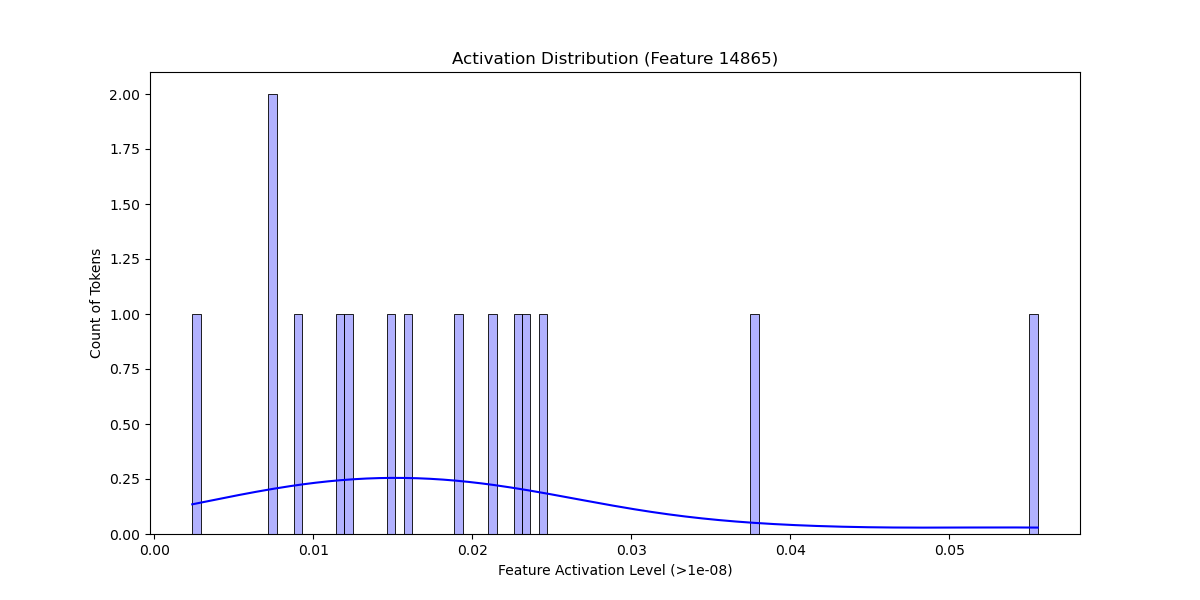 Activation Distribution (Feature 14865)
2.00
1.75
1.50
1.25
1.00
0.75
0.50
0.25
0.00
Count of Tokens
0.00 0.01 0.02 0.03 0.04 0.05
Feature Activation Level (>1e-08)